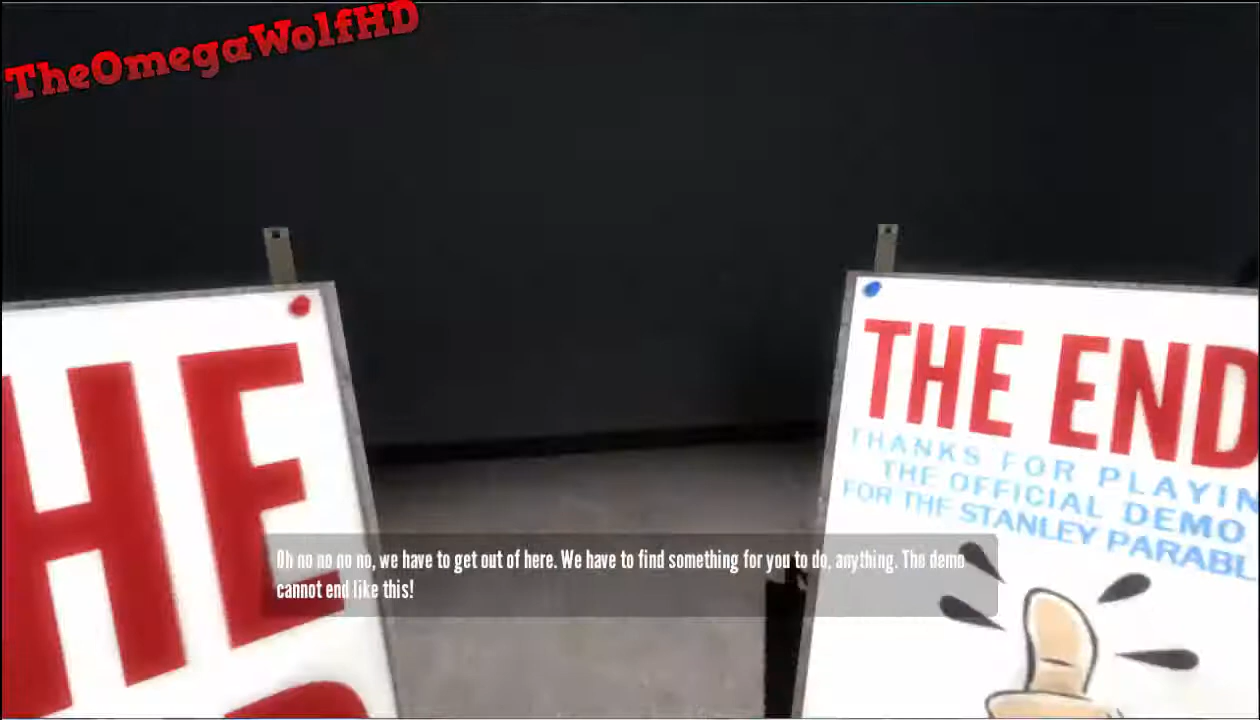 TheOmegaWolfHD
HE
THE END
THANKS FOR PLAYIN
THE OFFICIAL DEMO
FOR THE STANLEY PARABL
Oh no no no no, we have to get out of here. We have to find something for you to do, anything. The demo
cannot end like this!